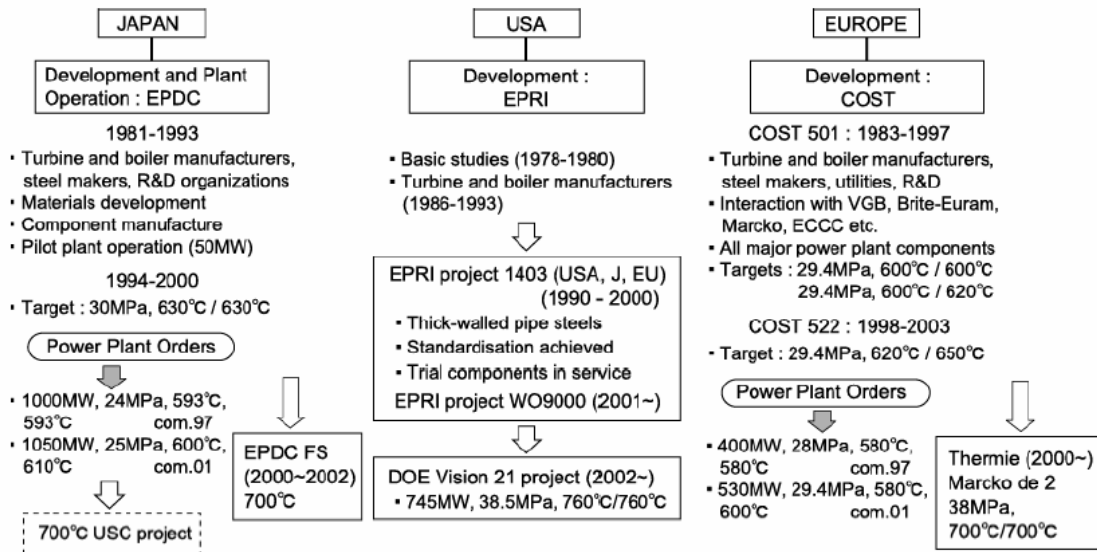 JAPAN
Development and Plant
Operation : EPDC
1981-1993
▪ Turbine and boiler manufacturers,
steel makers, R&D organizations
▪ Materials development
▪ Component manufacture
▪ Pilot plant operation (50MW)
1994-2000
▪ Target : 30MPa, 630℃ / 630℃
Power Plant Orders
▪ 1000MW, 24MPa, 593℃,
593℃ com.97
▪ 1050MW, 25MPa, 600℃,
610℃ com.01
700℃ USC project
EPDC FS
(2000~2002)
700℃
USA
Development :
EPRI
▪ Basic studies (1978-1980)
▪ Turbine and boiler manufacturers
(1986-1993)
EPRI project 1403 (USA, J, EU)
(1990 - 2000)
▪ Thick-walled pipe steels
▪ Standardisation achieved
▪ Trial components in service
EPRI project WO9000 (2001~)
DOE Vision 21 project (2002~)
▪ 745MW, 38.5MPa, 760℃/760℃
EUROPE
Development :
COST
COST 501 : 1983-1997
▪ Turbine and boiler manufacturers,
steel makers, utilities, R&D
▪ Interaction with VGB, Brite-Euram,
Marcko, ECCC etc.
▪ All major power plant components
▪ Targets : 29.4MPa, 600℃ / 600℃
29.4MPa, 600℃ / 620℃
COST 522 : 1998-2003
▪ Target : 29.4MPa, 620℃ / 650℃
Power Plant Orders
▪ 400MW, 28MPa, 580℃,
580℃ com.97
▪ 530MW, 29.4MPa, 580℃,
600℃ com.01
Thermie (2000~)
Marcko de 2
38MPa,
700℃/700℃